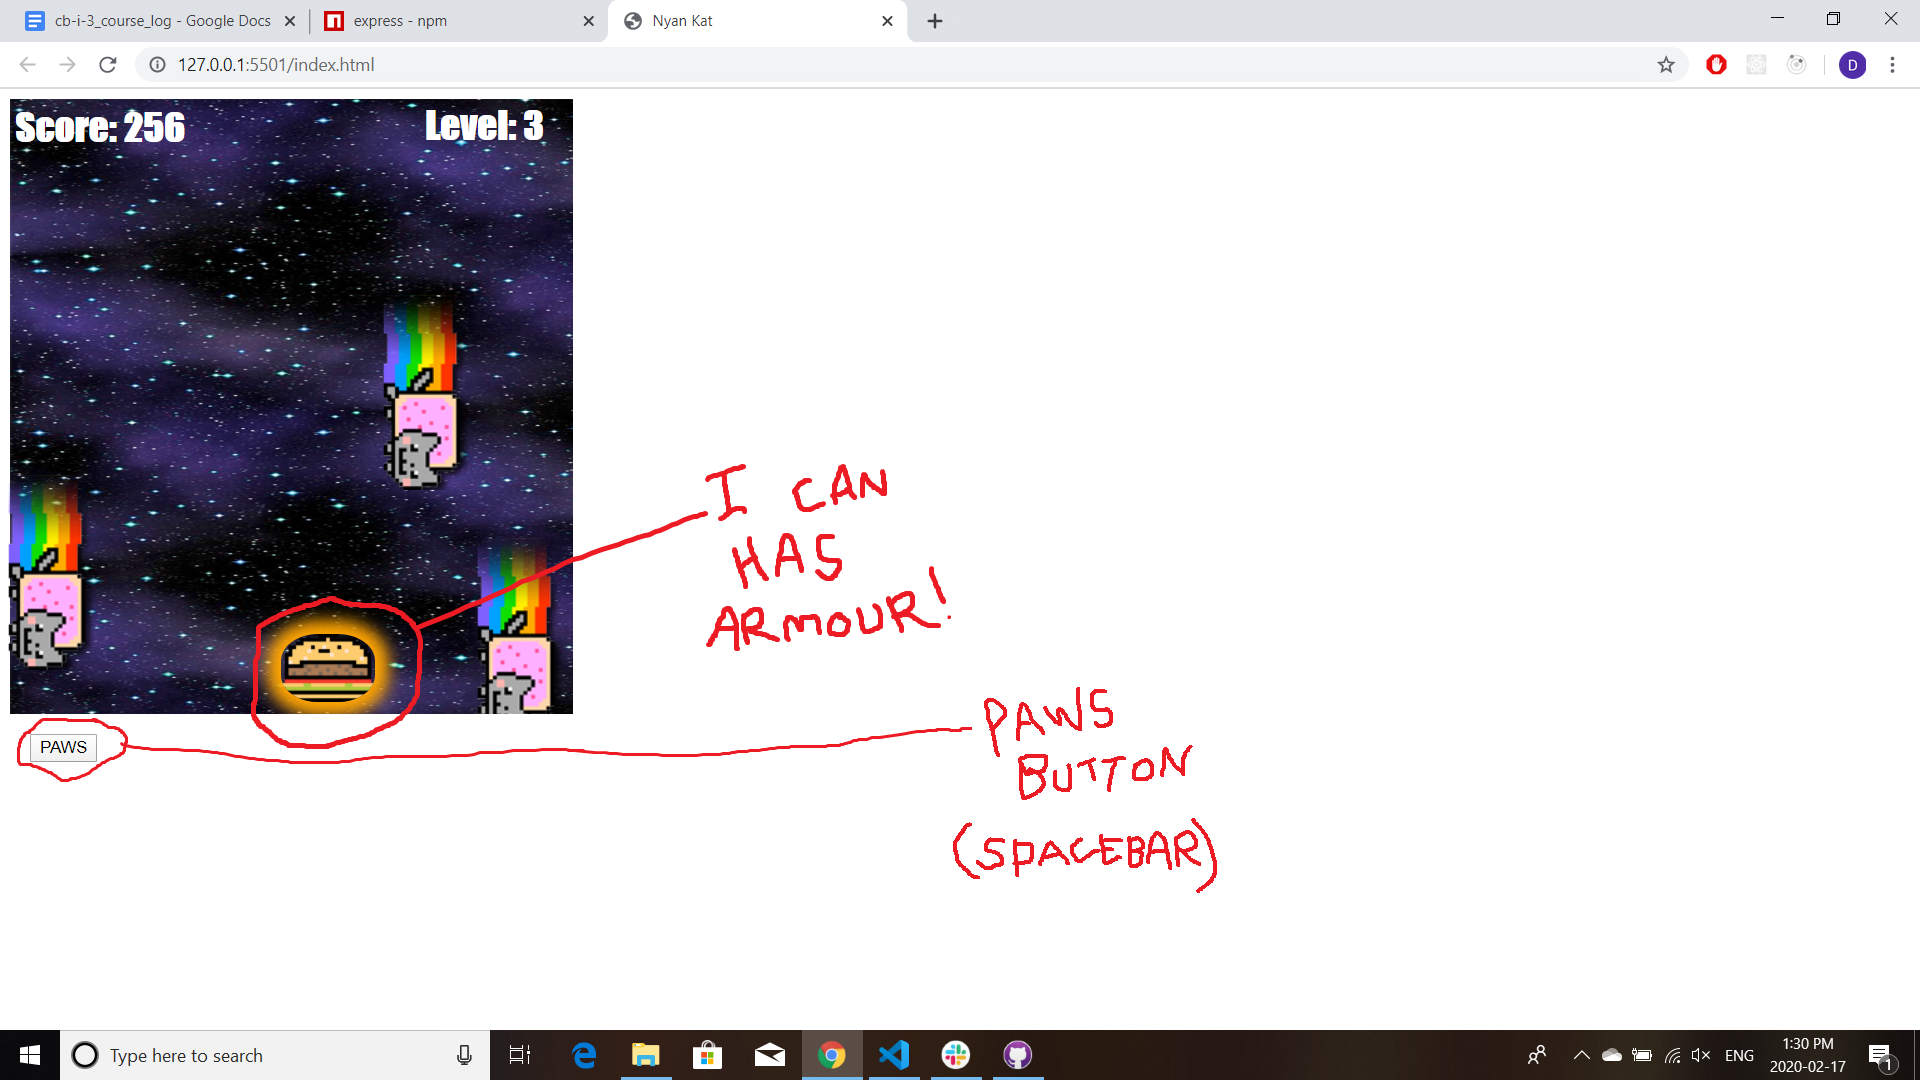 cb-i-3_course_log - Google Docs
express - npm
Nyan Kat
127.0.0.1:5501/index.html
D
Score: 256
Level: 3
I CAN
HAS
ARMOUR!
PAWS
PAWS
BUTTON
(SPACEBAR)
Type here to search
ENG
1:30 PM
2020-02-17
1